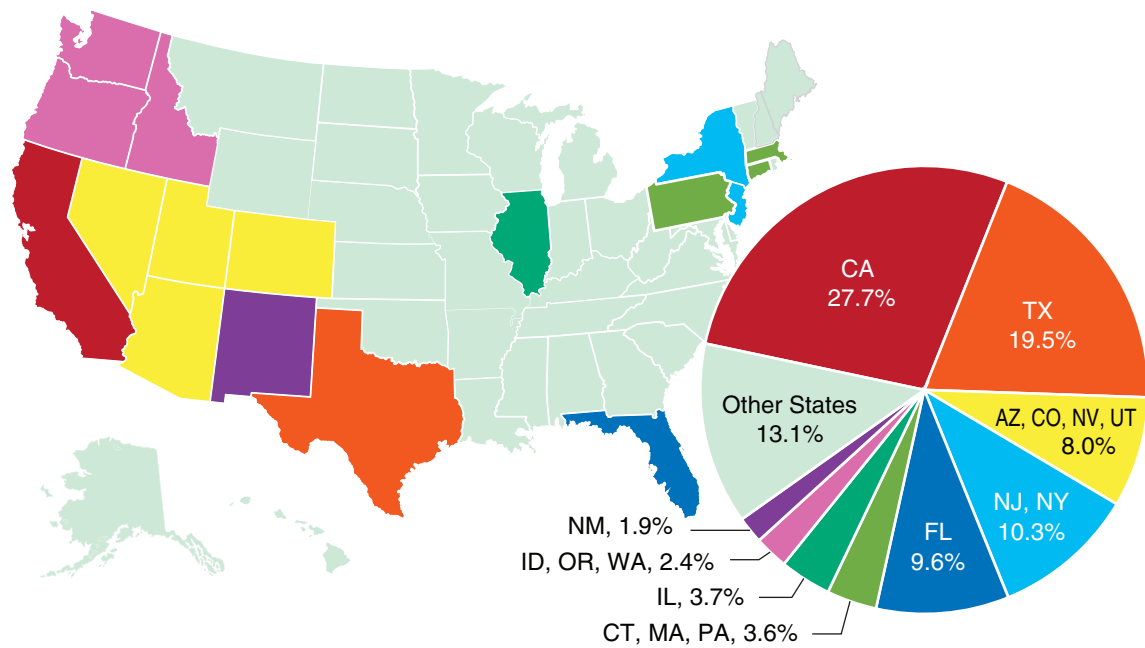 CA
27.7%
TX
19.5%
AZ, CO, NV, UT
8.0%
NJ, NY
10.3%
FL
9.6%
CT, MA, PA, 3.6%
IL, 3.7%
ID, OR, WA, 2.4%
NM, 1.9%
Other States
13.1%